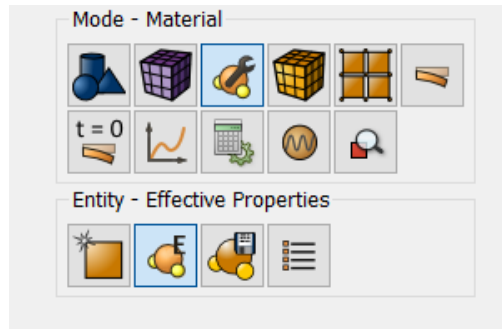 Mode - Material
t = 0
Entity - Effective Properties
E